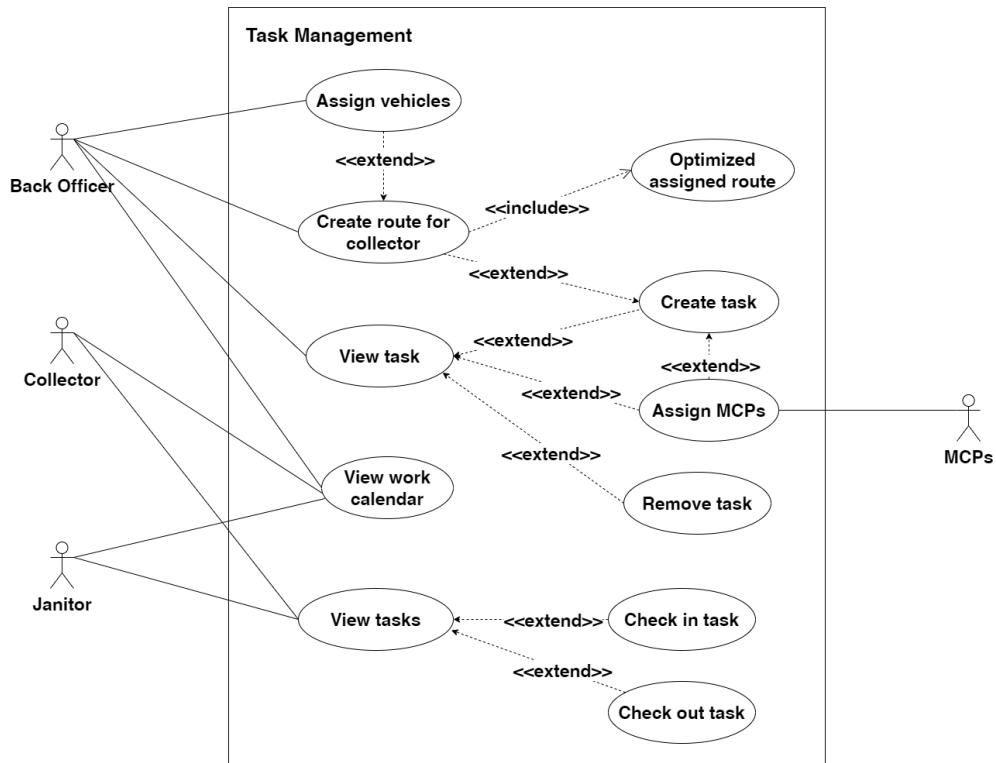 Task Management
Assign vehicles
<<extend>>
Back Officer
Optimized
assigned route
<<include>>
Create route for
collector
<<extend>>
Create task
<<extend>>
View task
<<extend>>
Collector
<<extend>>
Assign MCPs
MCPs
<<extend>>
View work
calendar
Remove task
Janitor
View tasks
<<extend>>
Check in task
<<extend>>
Check out task